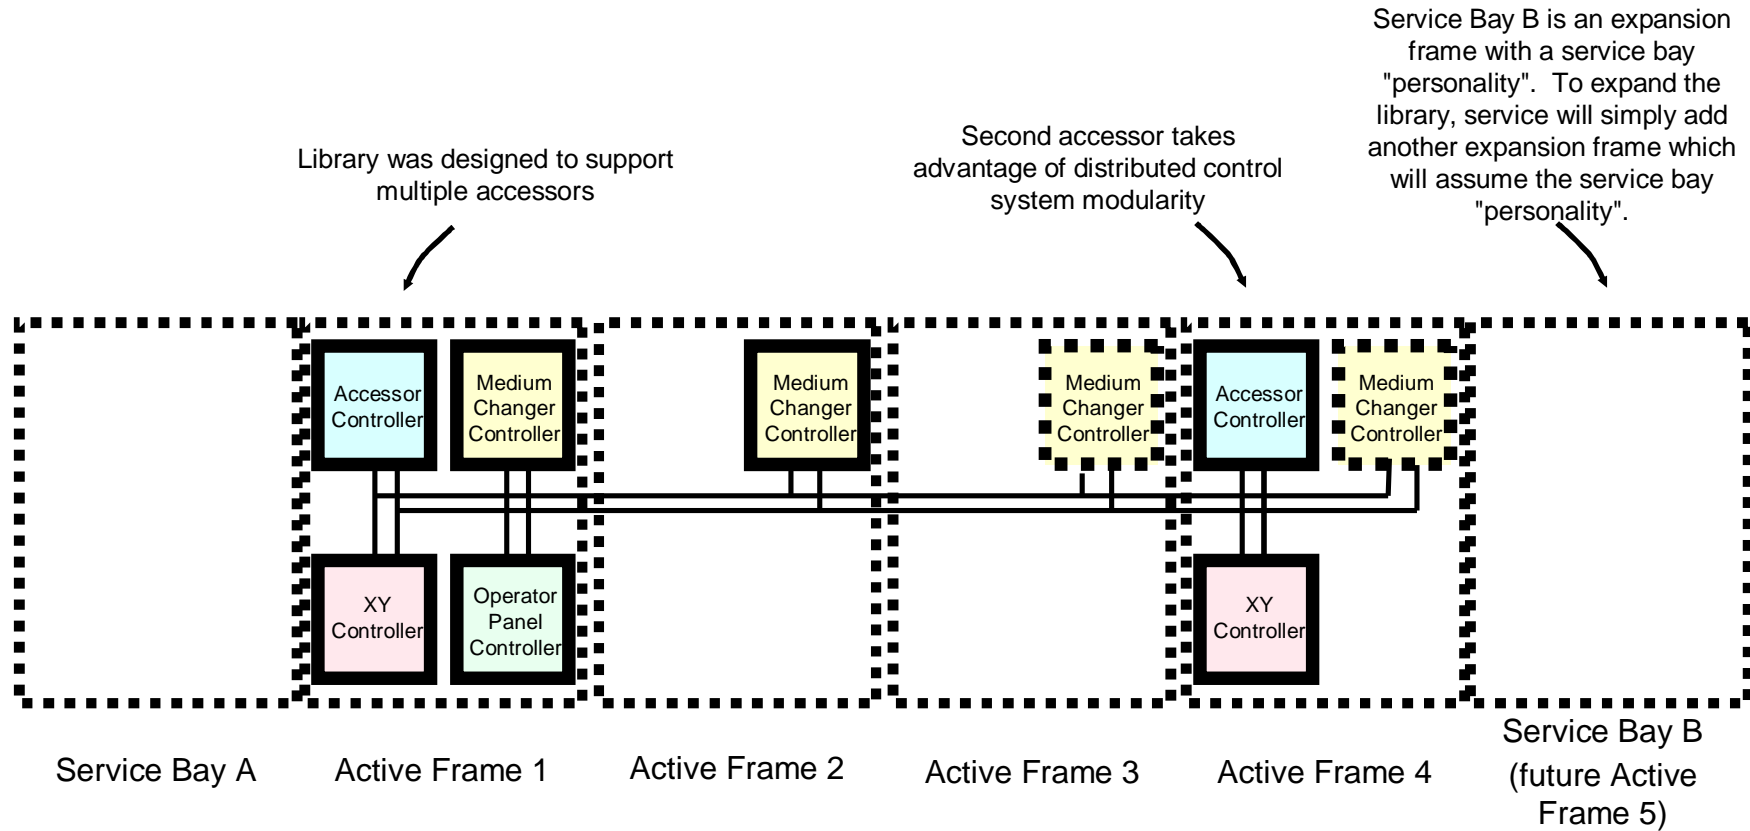 Service Bay B is an expansion
frame with a service bay
"personality".  To expand the
library, service will simply add
another expansion frame which
will assume the service bay
"personality".
Second accessor takes
advantage of distributed control
system modularity
Library was designed to support
multiple accessors
Accessor
Controller
Medium
Changer
Controller
Medium
Changer
Controller
Medium
Changer
Controller
Accessor
Controller
Medium
Changer
Controller
XY
Controller
Operator
Panel
Controller
XY
Controller
Service Bay A
Active Frame 1
Active Frame 2
Active Frame 3
Active Frame 4
Service Bay B
(future Active
Frame 5)